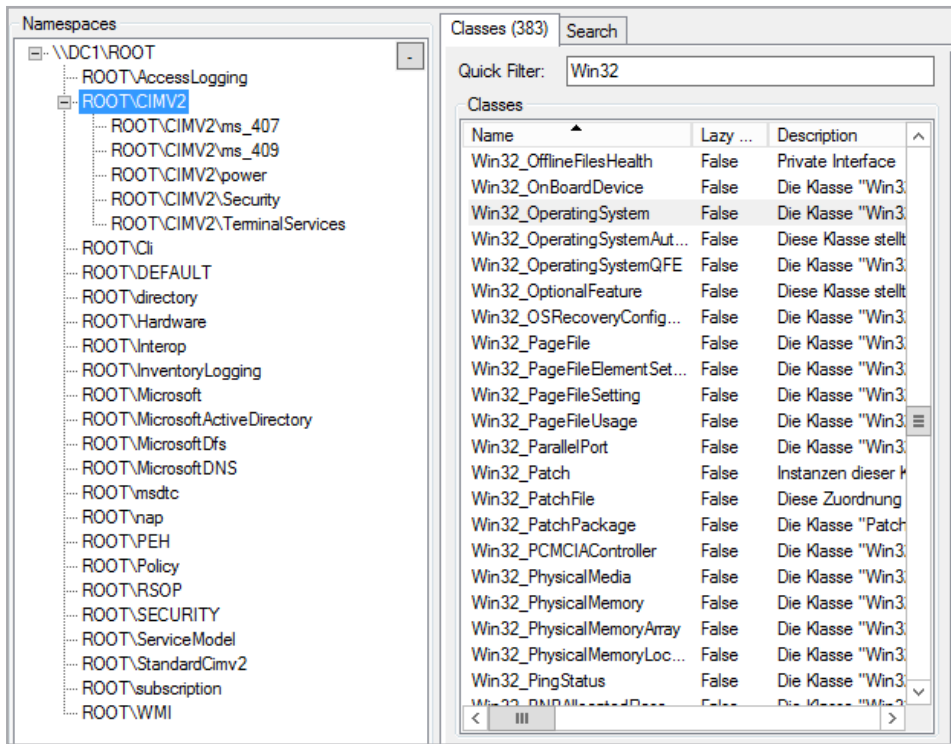 Namespaces
\\DC1\ROOT
-
ROOT\AccessLogging
ROOT\CIMV2
ROOT\CIMV2\ms_407
ROOT\CIMV2\ms_409
ROOT\CIMV2\power
ROOT\CIMV2\Security
ROOT\CIMV2\TerminalServices
ROOT\Cli
ROOT\DEFAULT
ROOT\directory
ROOT\Hardware
ROOT\Interop
ROOT\InventoryLogging
ROOT\Microsoft
ROOT\MicrosoftActiveDirectory
ROOT\MicrosoftDfs
ROOT\MicrosoftDNS
ROOT\msdtc
ROOT\nap
ROOT\PEH
ROOT\Policy
ROOT\RSOP
ROOT\SECURITY
ROOT\ServiceModel
ROOT\StandardCimv2
ROOT\subscription
ROOT\WMI
Classes (383) Search
Quick Filter: Win32
Classes
Name Lazy ... Description
Win32_OfflineFilesHealth False Private Interface
Win32_OnBoardDevice False Die Klasse "Win3
Win32_OperatingSystem False Die Klasse "Win3
Win32_OperatingSystemAut... False Diese Klasse stellt
Win32_OperatingSystemQFE False Die Klasse "Win3
Win32_OptionalFeature False Diese Klasse stellt
Win32_OSRecoveryConfig... False Die Klasse "Win3
Win32_PageFile False Die Klasse "Win3
Win32_PageFileElementSet... False Die Klasse "Win3
Win32_PageFileSetting False Die Klasse "Win3
Win32_PageFileUsage False Die Klasse "Win3
Win32_ParallelPort False Die Klasse "Win3
Win32_Patch False Instanzen dieser K
Win32_PatchFile False Diese Zuordnung
Win32_PatchPackage False Die Klasse "Patch
Win32_PCMCIAController False Die Klasse "Win3
Win32_PhysicalMedia False Die Klasse "Win3
Win32_PhysicalMemory False Die Klasse "Win3
Win32_PhysicalMemoryArray False Die Klasse "Win3
Win32_PhysicalMemoryLoc... False Die Klasse "Win3
Win32_PingStatus False Die Klasse "Win3